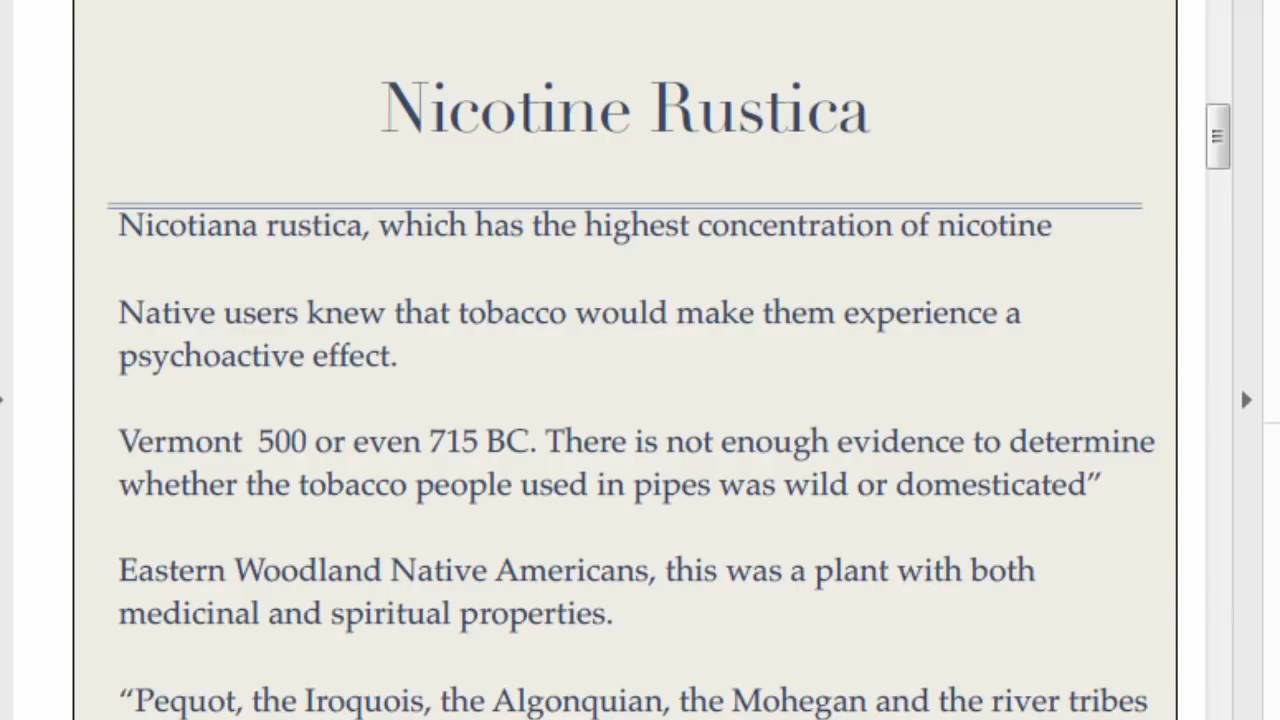 Nicotine Rustica
Nicotiana rustica, which has the highest concentration of nicotine
Native users knew that tobacco would make them experience a
psychoactive effect.
Vermont  500 or even 715 BC. There is not enough evidence to determine
whether the tobacco people used in pipes was wild or domesticated”
Eastern Woodland Native Americans, this was a plant with both
medicinal and spiritual properties.
“Pequot, the Iroquois, the Algonquian, the Mohegan and the river tribes